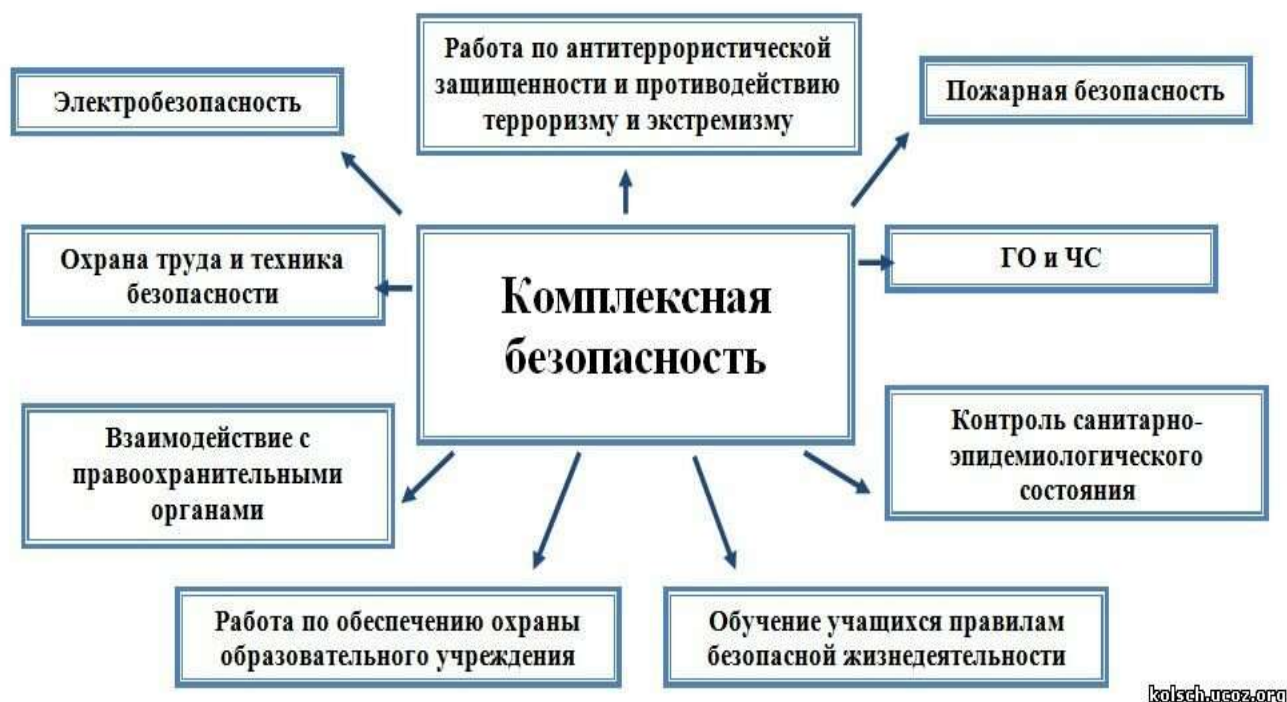 Работа по антитеррористической
защищенности и противодействию
терроризму и экстремизму
Электробезопасность
Пожарная безопасность
Охрана труда и техника
безопасности
Комплексная
безопасность
ГО и ЧС
Взаимодействие с
правоохранительными
органами
Контроль санитарно-
эпидемиологического
состояния
Работа по обеспечению охраны
образовательного учреждения
Обучение учащихся правилам
безопасной жизнедеятельности
kolsch.ucoz.org